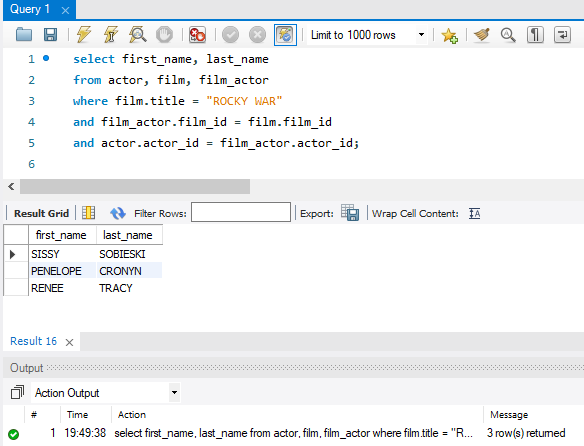 Query 1
Limit to 1000 rows
1 select first_name, last_name
2 from actor, film, film_actor
3 where film.title = "ROCKY WAR"
4 and film_actor.film_id = film.film_id
5 and actor.actor_id = film_actor.actor_id;
6
Result Grid Filter Rows: Export: Wrap Cell Content:
first_name last_name
SISSY SOBIESKI
PENELOPE CRONYN
RENEE TRACY
Result 16
Output
Action Output
# Time Action Message
1 19:49:38 select first_name, last_name from actor, film, film_actor where film.title = "R... 3 row(s) returned